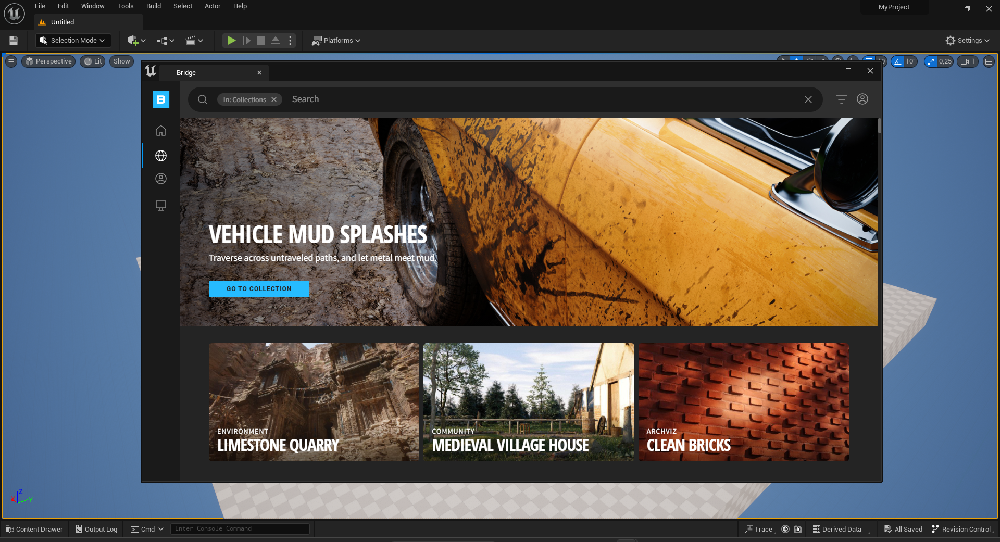 File Edit Window Tools Build Select Actor Help
MyProject
Untitled
Selection Mode
Platforms
Settings
Perspective
Lit
Show
10
10°
0,25
1
Bridge
In: Collections
Search
VEHICLE MUD SPLASHES
Traverse across untraveled paths, and let metal meet mud.
GO TO COLLECTION
ENVIRONMENT
LIMESTONE QUARRY
COMMUNITY
MEDIEVAL VILLAGE HOUSE
ARCHVIZ
CLEAN BRICKS
Z
X
Y
Content Drawer
Output Log
Cmd
Enter Console Command
Trace
Derived Data
All Saved
Revision Control